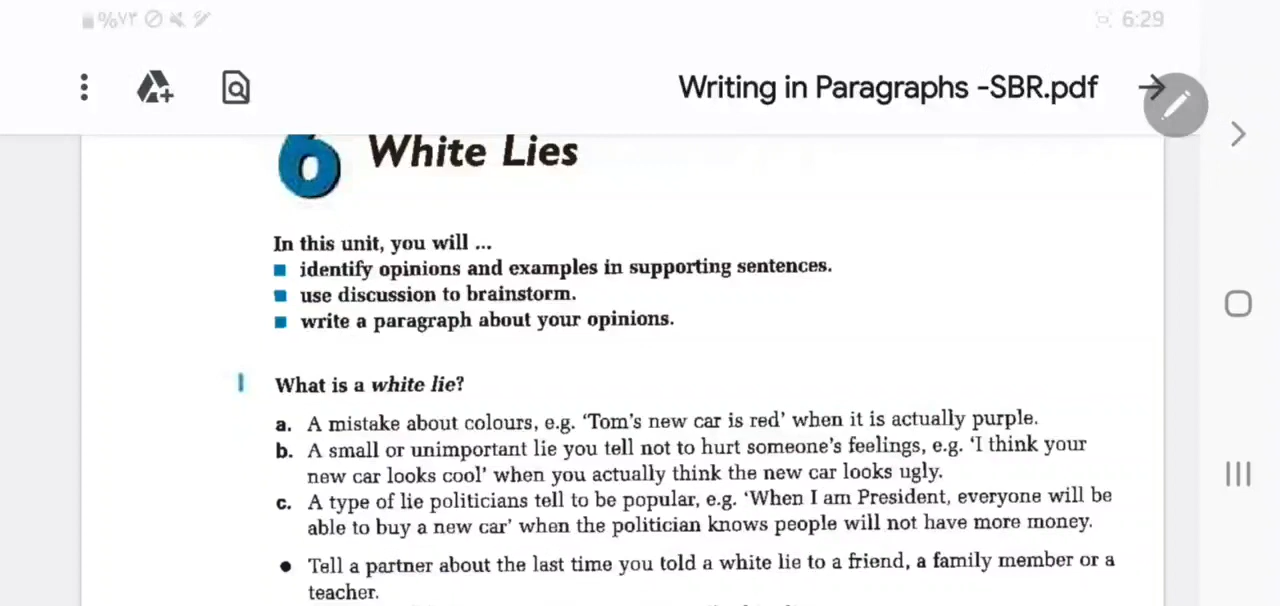 %٧٣ 6:29
Writing in Paragraphs -SBR.pdf
6 White Lies
In this unit, you will ...
■ identify opinions and examples in supporting sentences.
■ use discussion to brainstorm.
■ write a paragraph about your opinions.
1 What is a white lie?
a. A mistake about colours, e.g. ‘Tom’s new car is red’ when it is actually purple.
b. A small or unimportant lie you tell not to hurt someone’s feelings, e.g. ‘I think your
new car looks cool’ when you actually think the new car looks ugly.
c. A type of lie politicians tell to be popular, e.g. ‘When I am President, everyone will be
able to buy a new car’ when the politician knows people will not have more money.
● Tell a partner about the last time you told a white lie to a friend, a family member or a
teacher.